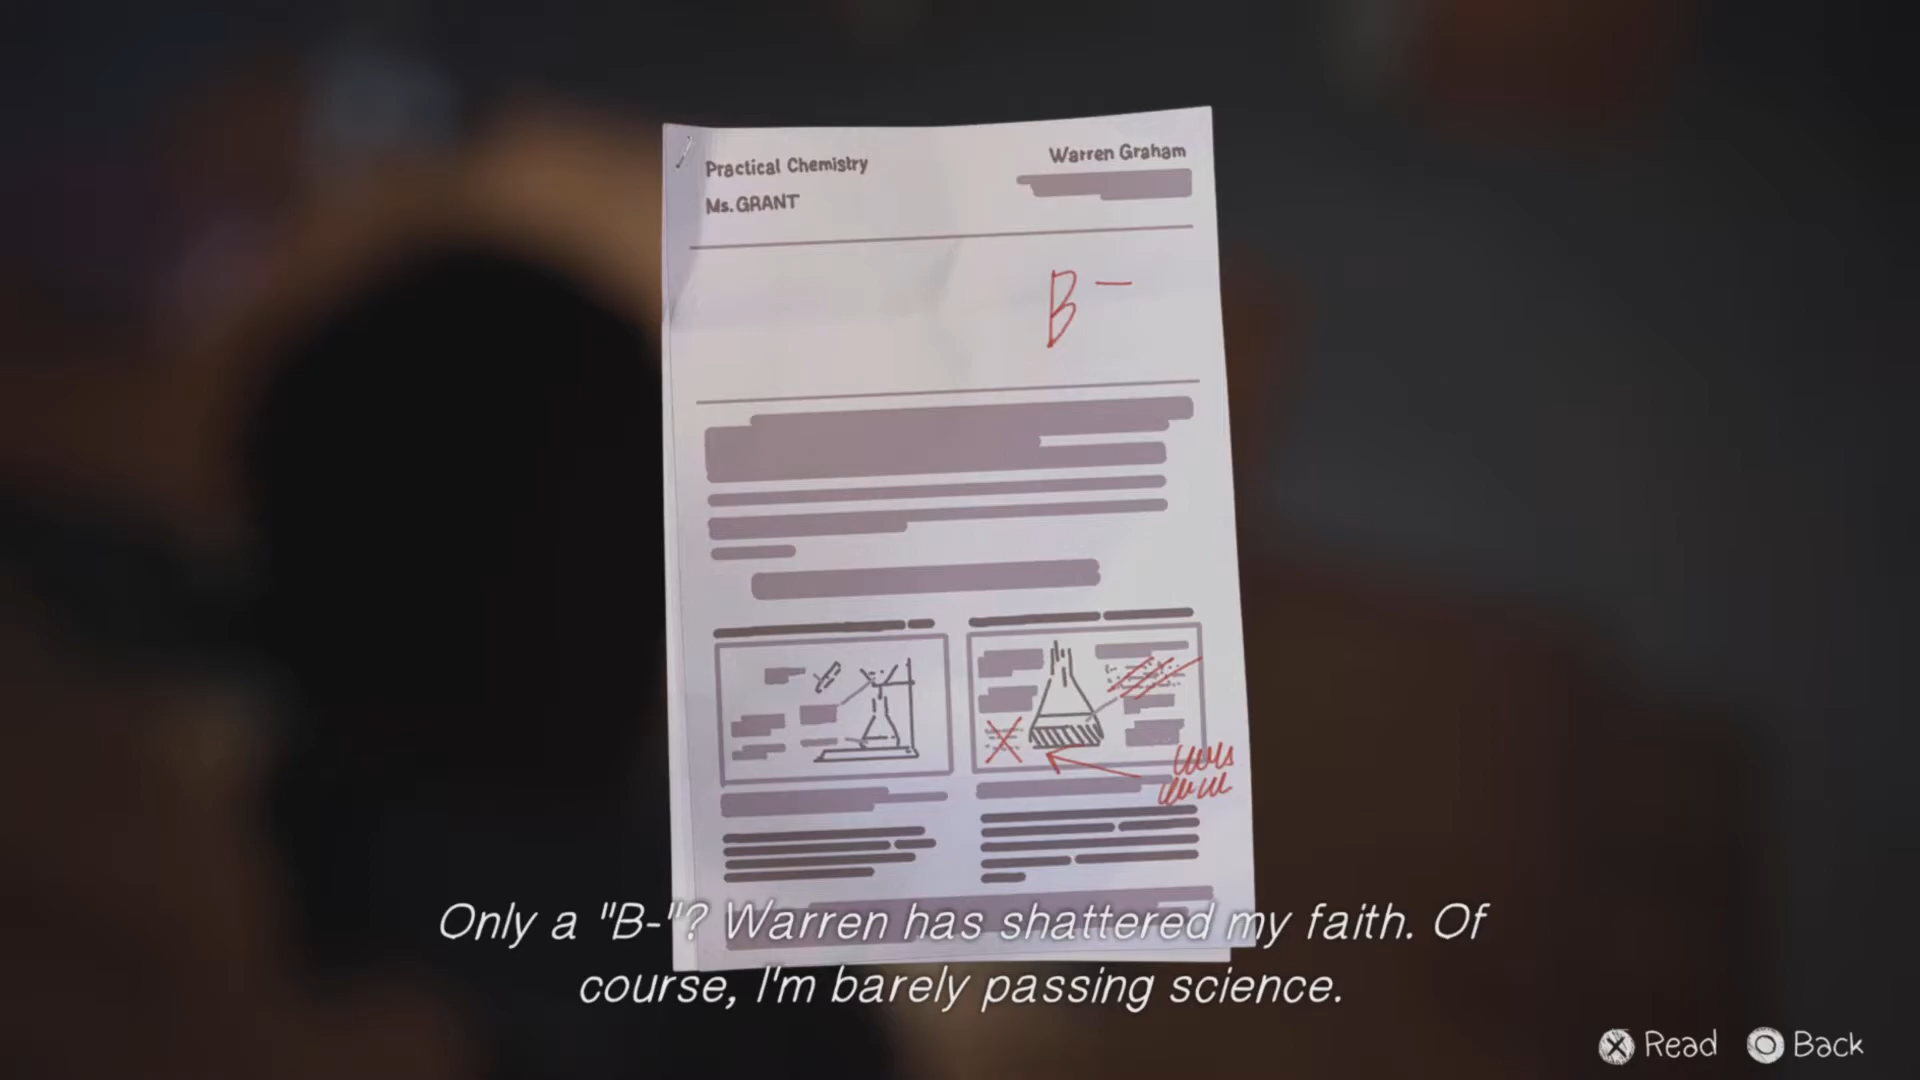 Practical Chemistry
Warren Graham
Ms. GRANT
B-
Only a "B-"? Warren has shattered my faith. Of
course, I'm barely passing science.
Read
Back